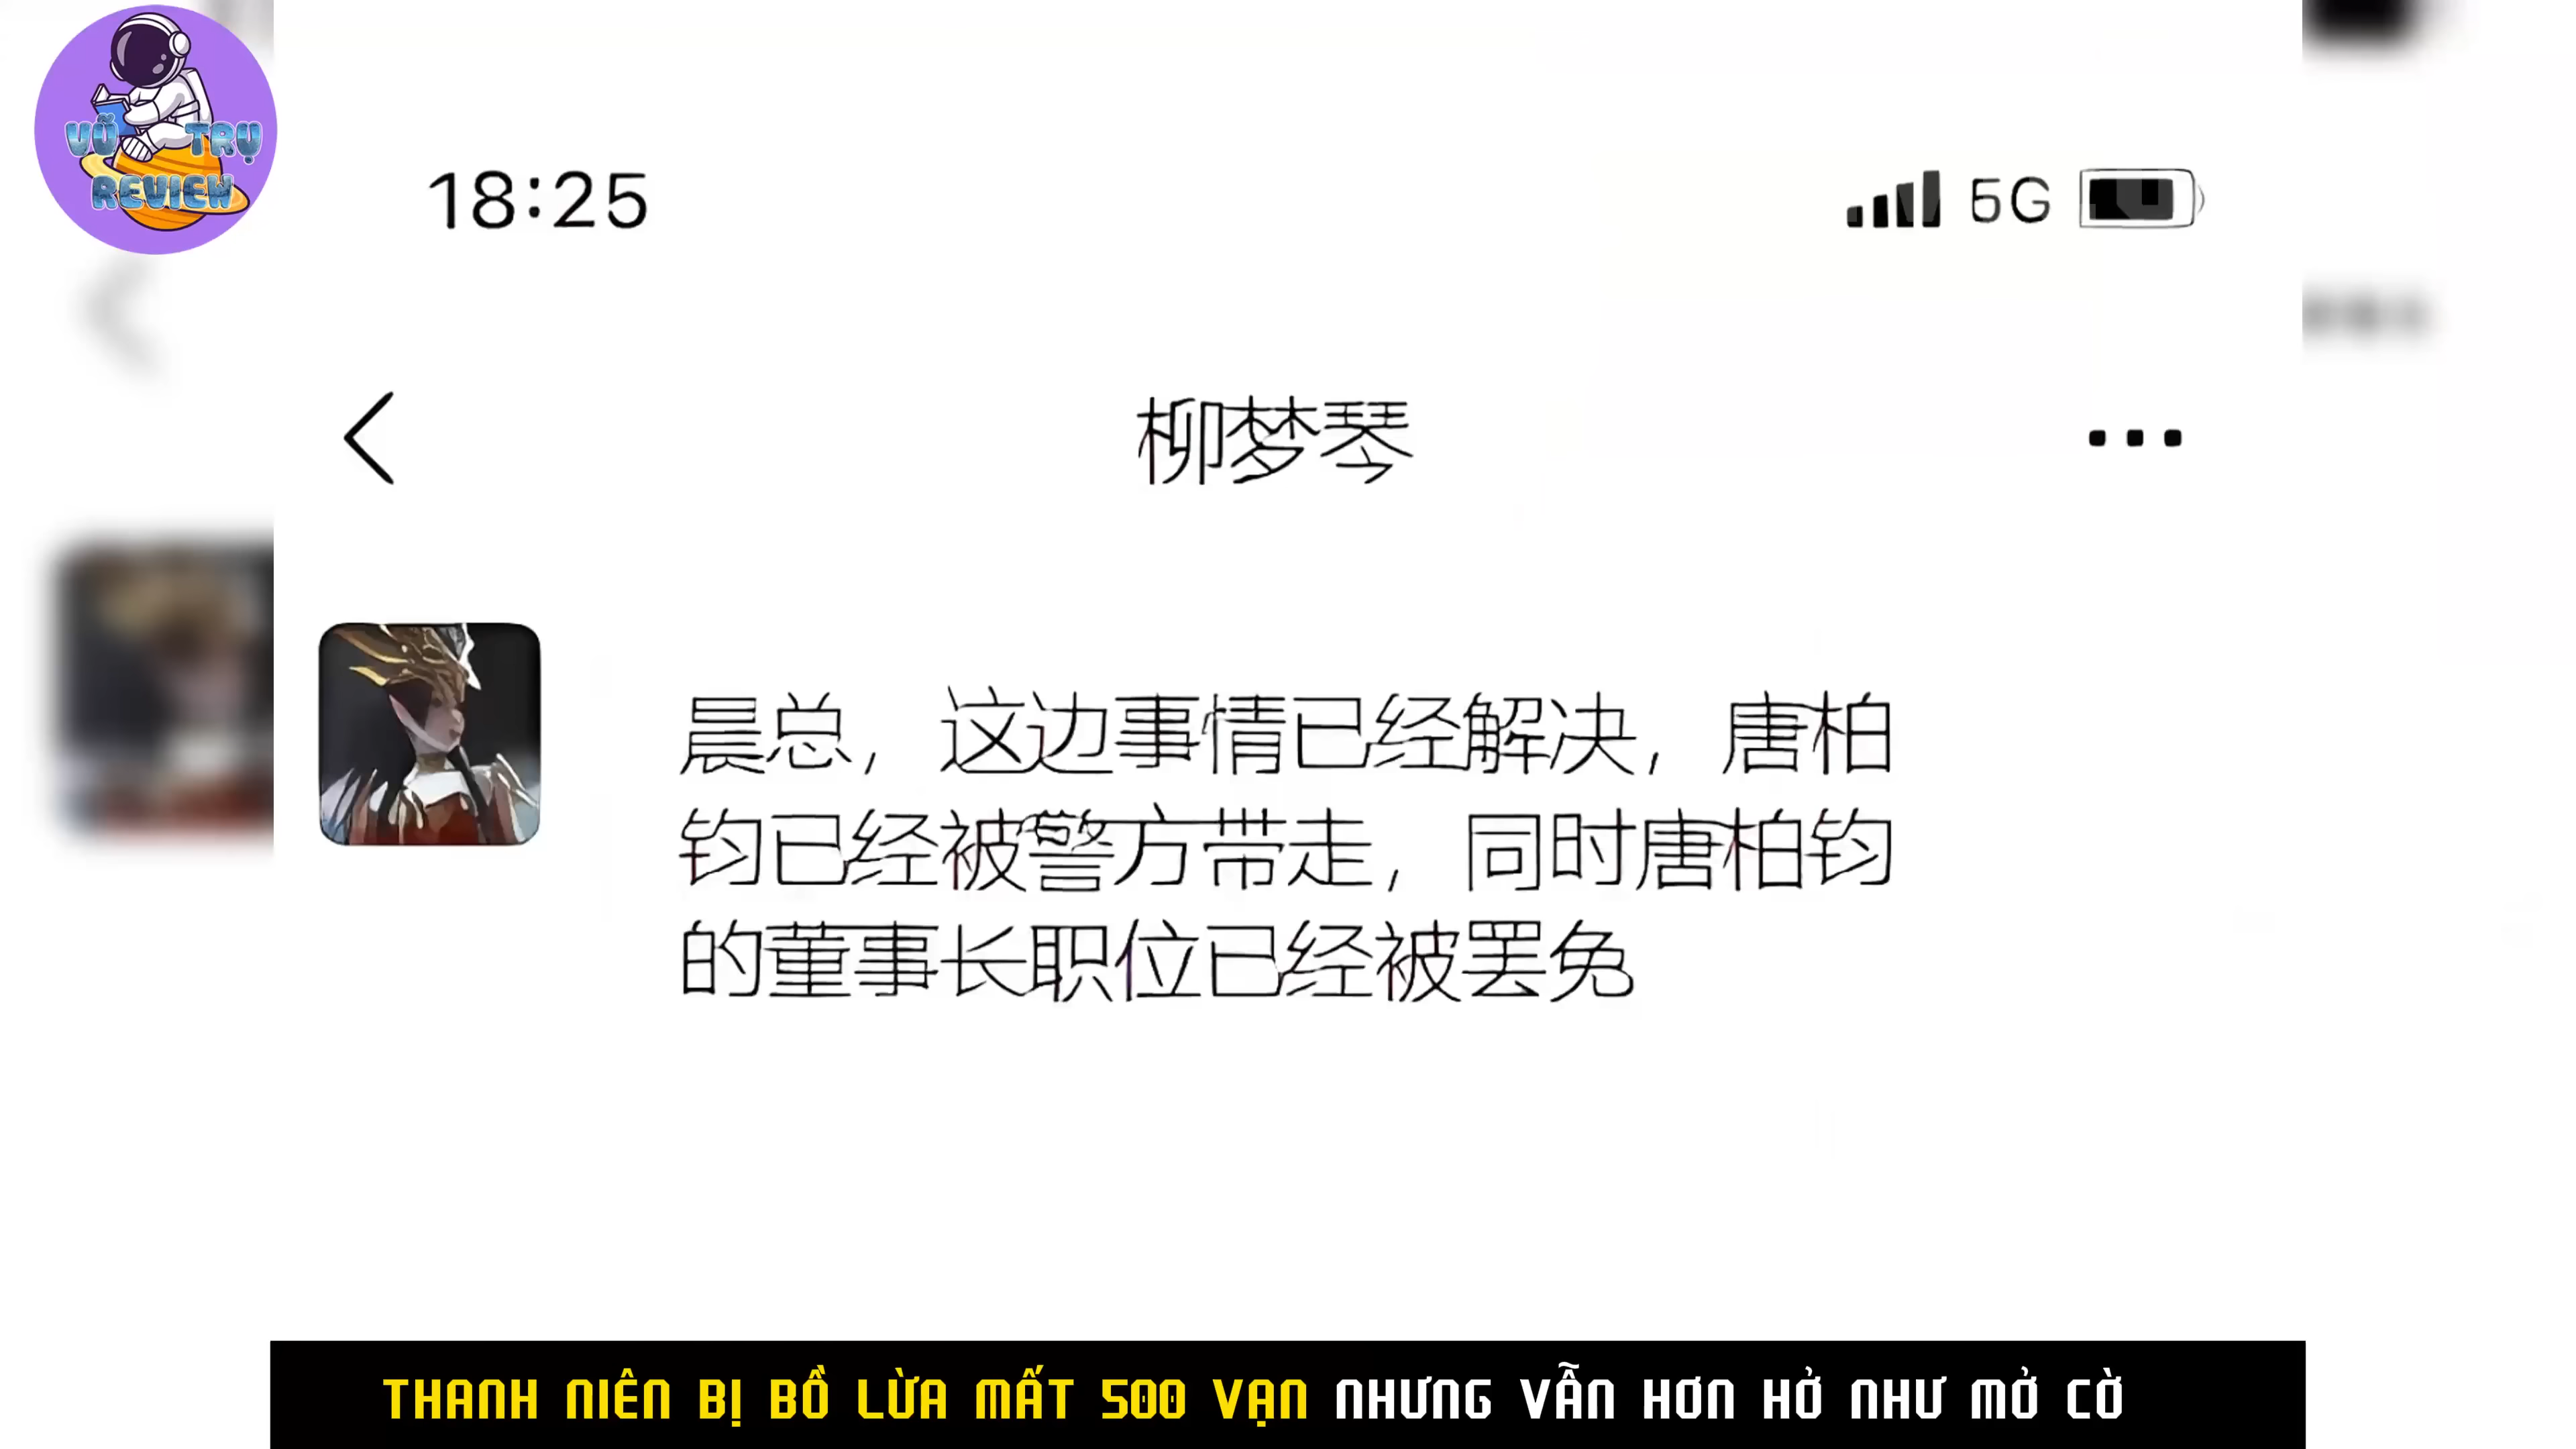 VŨ TRỤ
REVIEW
18:25
5G
柳梦琴
晨总，这边事情已经解决，唐柏
钧已经被警方带走，同时唐柏钧
的董事长职位已经被罢免
THANH NIÊN BỊ BỒ LỪA MẤT 500 VẠN NHƯNG VẪN HƠN HỞ NHƯ MỞ CỜ